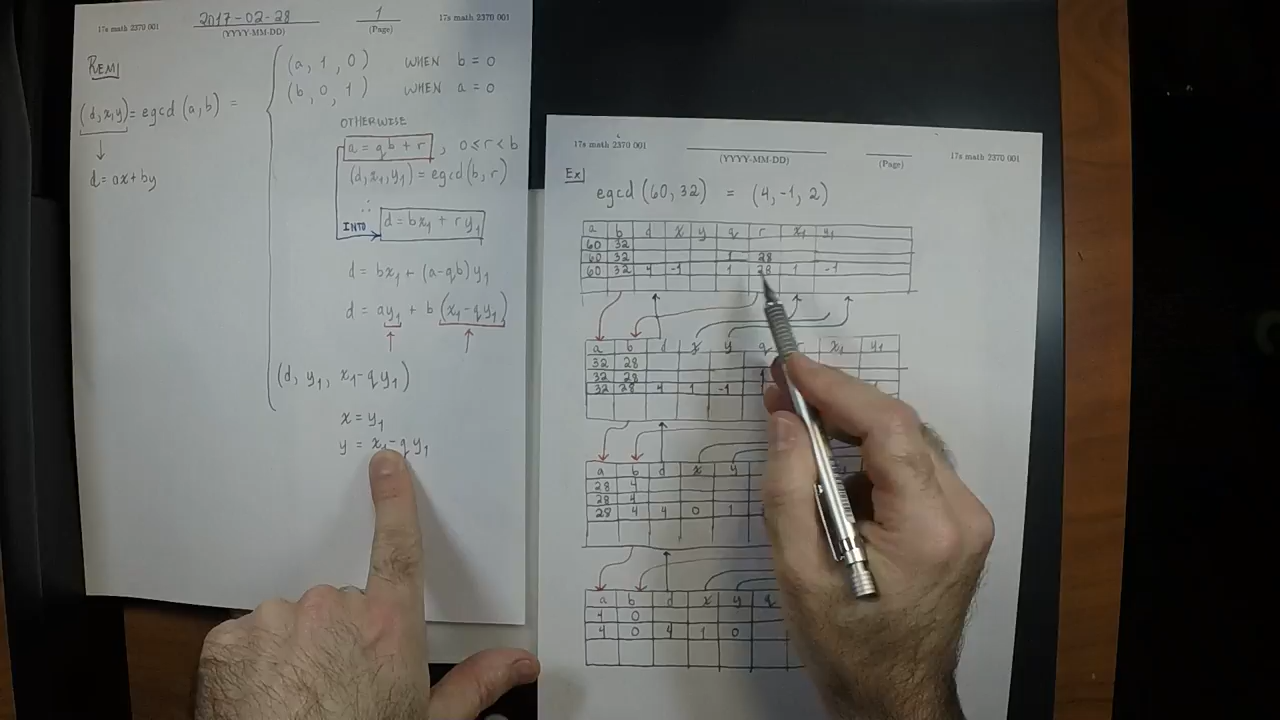 17s math 2370 001 2017-02-28 1 17s math 2370 001
(YYYY-MM-DD) (Page)
REM
(d,x,y) = egcd (a,b) =
d = ax+by
(a, 1, 0) WHEN b = 0
(b, 0, 1) WHEN a = 0
OTHERWISE
a = qb + r , 0 ≤ r < b
(d,x₁,y₁) = egcd(b,r)
∴
INTO d = bx₁ + ry₁
d = bx₁ + (a-qb)y₁
d = ay₁ + b(x₁-qy₁)
(d, y₁, x₁-qy₁)
x = y₁
y = x₁-qy₁
17s math 2370 001 17s math 2370 001
(YYYY-MM-DD) (Page)
Ex
egcd (60,32) = (4,-1,2)
a b d x y q r x₁ y₁
60 32
60 32 1 28
60 32 4 -1 1 28 1 -1
a b d x y q x₁ y₁
32 28
32 28
32 28 4 1 -1
a b d x y
28 4
28 4
28 4 4 0 1
a b d x y q
4 0
4 0 4 1 0